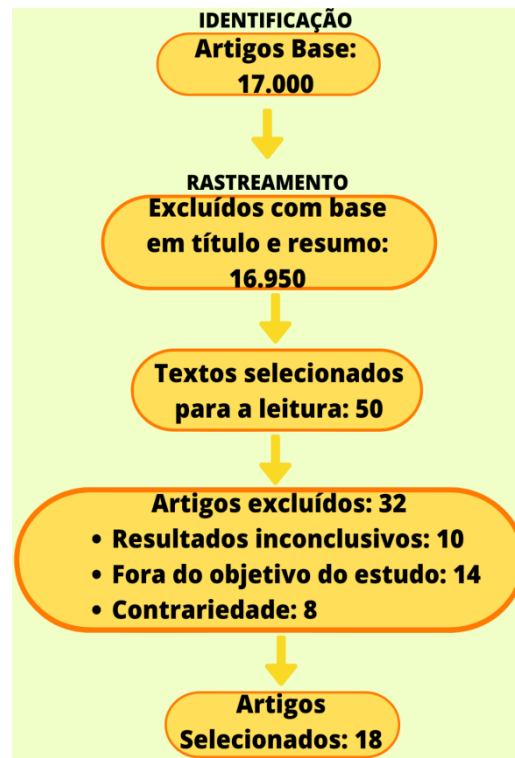 IDENTIFICAÇÃO
Artigos Base:
17.000
RASTREAMENTO
Excluídos com base
em título e resumo:
16.950
Textos selecionados
para a leitura: 50
Artigos excluídos: 32
• Resultados inconclusivos: 10
• Fora do objetivo do estudo: 14
• Contrariedade: 8
Artigos
Selecionados: 18